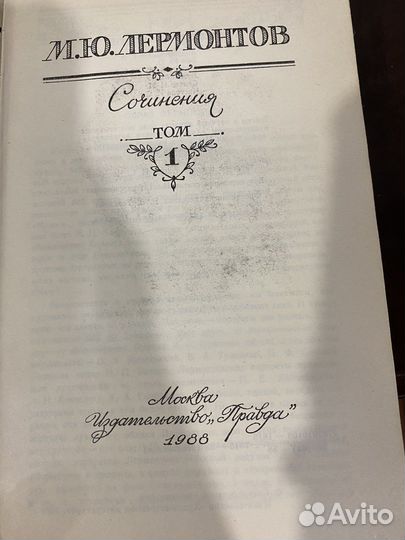 М.Ю. ЛЕРМОНТОВ
Сочинения
ТОМ
1
Москва
Издательство „Правда"
1988
Avito